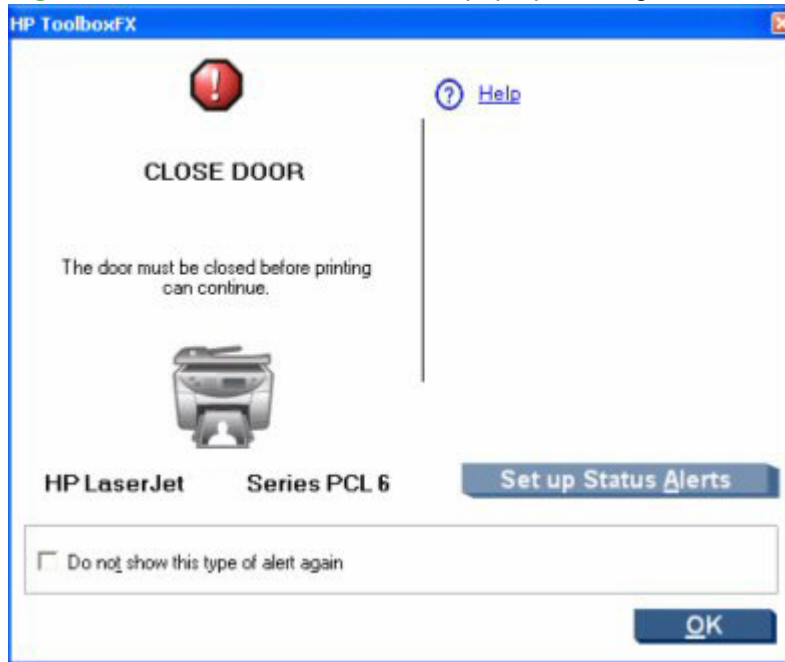 HP ToolboxFX
Help
CLOSE DOOR
The door must be closed before printing
can continue.
HP LaserJet Series PCL 6
Set up Status Alerts
Do not show this type of alert again
OK